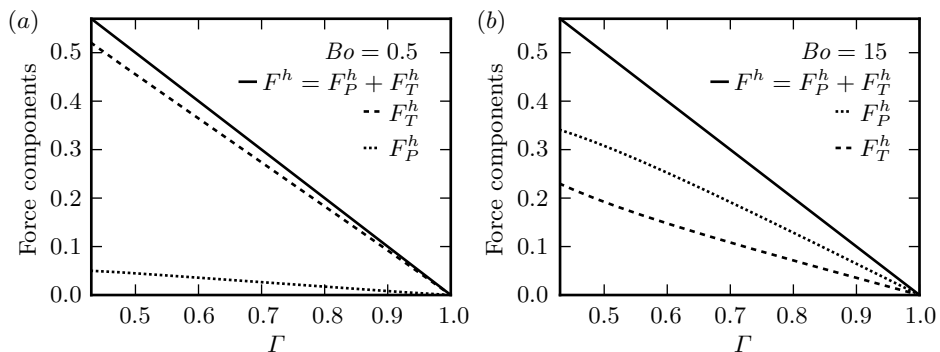 (a)
Bo = 0.5
F^h = F_P^h + F_T^h
F_T^h
F_P^h
Force components
0.5
0.4
0.3
0.2
0.1
0.0
0.5 0.6 0.7 0.8 0.9 1.0
Γ
(b)
Bo = 15
F^h = F_P^h + F_T^h
F_P^h
F_T^h
Force components
0.5
0.4
0.3
0.2
0.1
0.0
0.5 0.6 0.7 0.8 0.9 1.0
Γ